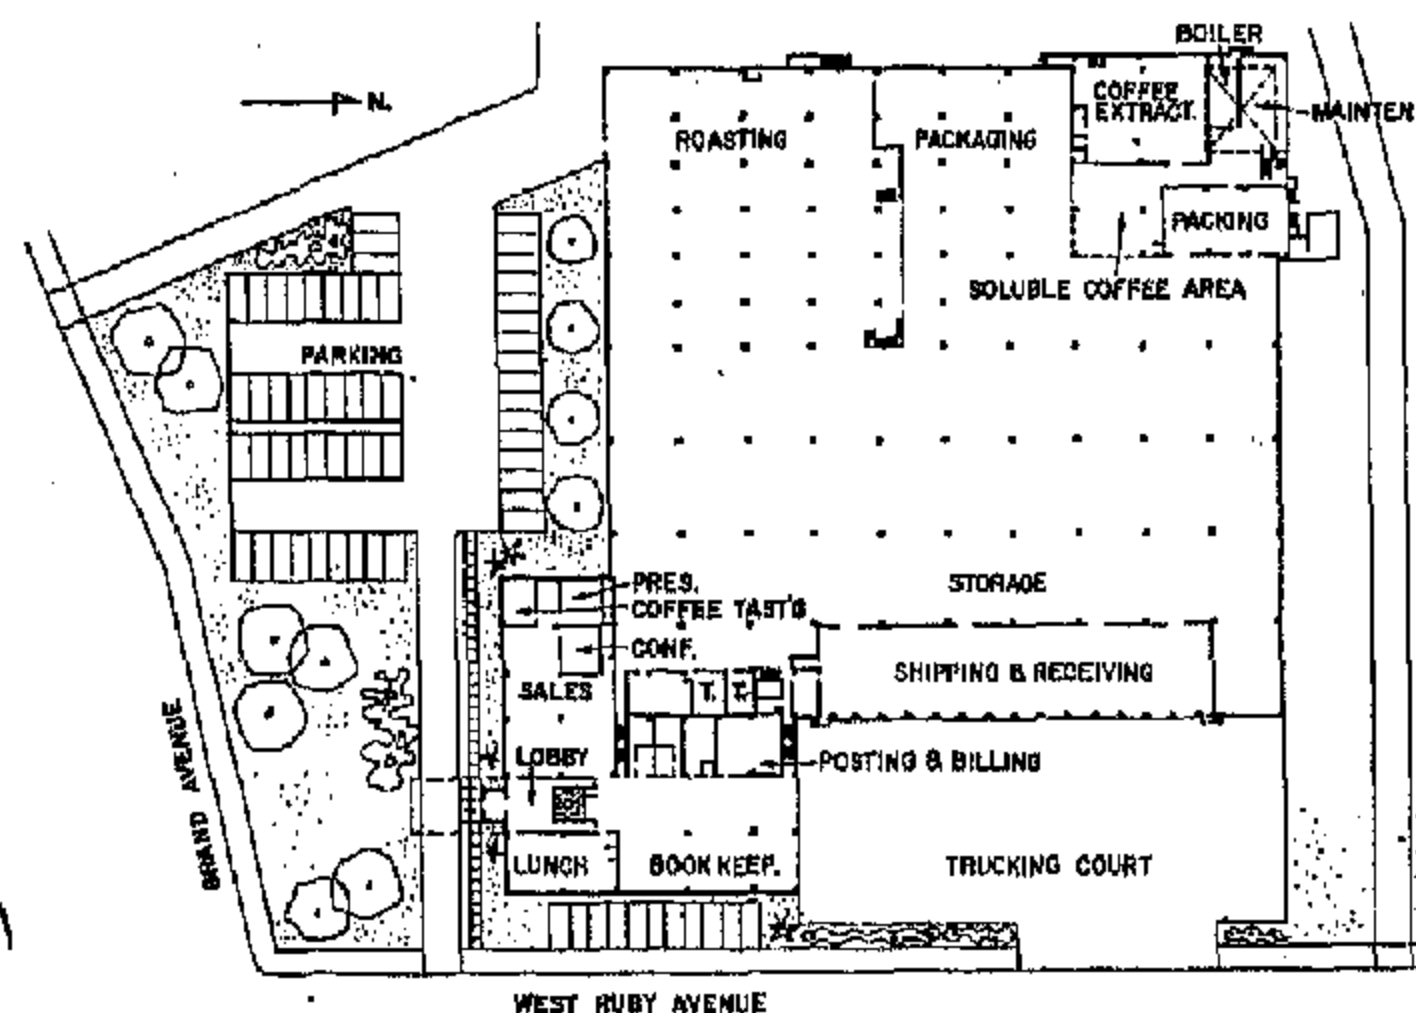 BOILER
N.
COFFEE
EXTRACT.
MAINTEN
ROASTING
PACKAGING
PACKING
SOLUBLE COFFEE AREA
PARKING
PRES.
COFFEE TAST'G
STORAGE
CONF.
SHIPPING & RECEIVING
SALES
T.
T.
LOBBY
POSTING & BILLING
BRAND AVENUE
LUNCH
BOOK KEEP.
TRUCKING COURT
WEST RUBY AVENUE